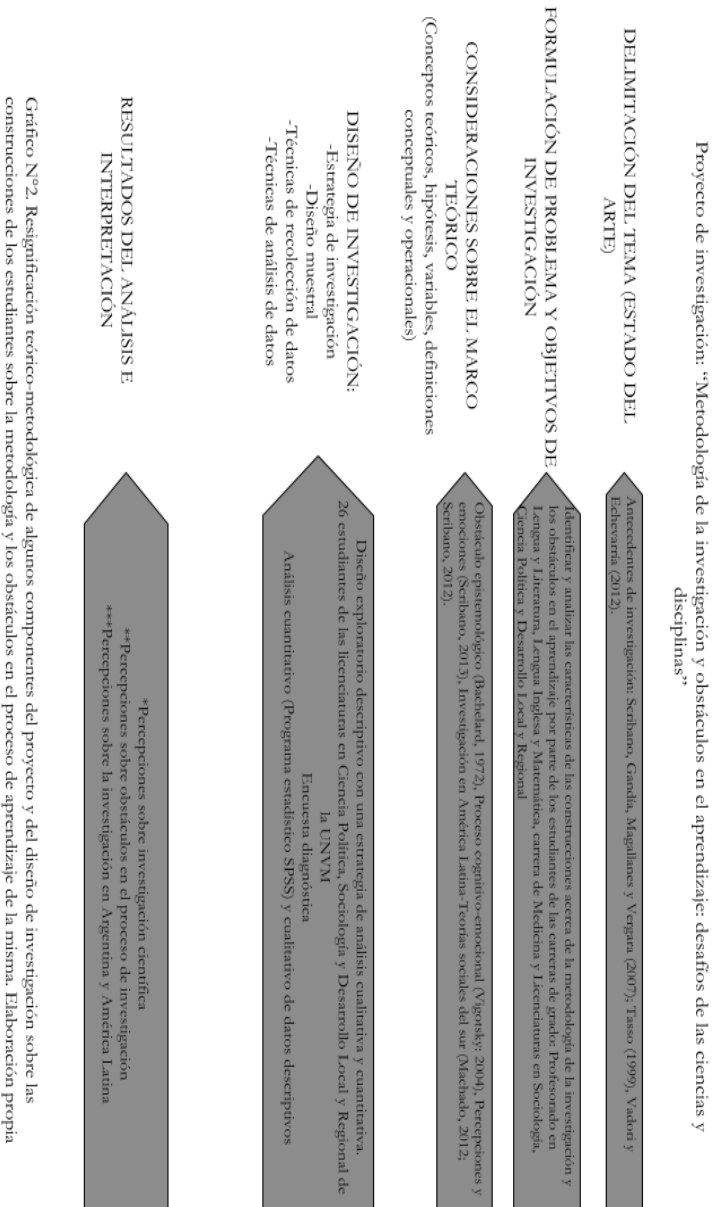 Proyecto de investigación: “Metodología de la investigación y obstáculos en el aprendizaje: desafíos de las ciencias y
disciplinas”
DELIMITACIÓN DEL TEMA (ESTADO DEL
ARTE)
Antecedentes de investigación: Scribano, Gandía, Magallanes y Vergara (2007); Tasso (1999), Vadori y
Echevarría (2012).
FORMULACIÓN DE PROBLEMA Y OBJETIVOS DE
INVESTIGACIÓN
Identificar y analizar las características de las construcciones acerca de la metodología de la investigación y
los obstáculos en el aprendizaje por parte de los estudiantes de las carreras de grado: Profesorado en
Lengua y Literatura, Lengua Inglesa y Matemática, carrera de Medicina y Licenciaturas en Sociología,
Ciencia Política y Desarrollo Local y Regional
CONSIDERACIONES SOBRE EL MARCO
TEÓRICO
(Conceptos teóricos, hipótesis, variables, definiciones
conceptuales y operacionales)
Obstáculo epistemológico (Bachelard, 1972), Proceso cognitivo-emocional (Vigotsky: 2004), Percepciones y
emociones (Scribano, 2013), Investigación en América Latina-Teorías sociales del sur (Machado, 2012;
Scribano, 2012).
DISEÑO DE INVESTIGACIÓN:
-Estrategia de investigación
-Diseño muestral
-Técnicas de recolección de datos
-Técnicas de análisis de datos
Diseño exploratorio descriptivo con una estrategia de análisis cualitativa y cuantitativa.
26 estudiantes de las licenciaturas en Ciencia Política, Sociología y Desarrollo Local y Regional de
la UNVM
Encuesta diagnóstica
Análisis cuantitativo (Programa estadístico SPSS) y cualitativo de datos descriptivos
RESULTADOS DEL ANÁLISIS E
INTERPRETACIÓN
*Percepciones sobre investigación científica
**Percepciones sobre obstáculos en el proceso de investigación
***Percepciones sobre la investigación en Argentina y América Latina
Gráfico N°2. Resignificación teórico-metodológica de algunos componentes del proyecto y del diseño de investigación sobre las
construcciones de los estudiantes sobre la metodología y los obstáculos en el proceso de aprendizaje de la misma. Elaboración propia